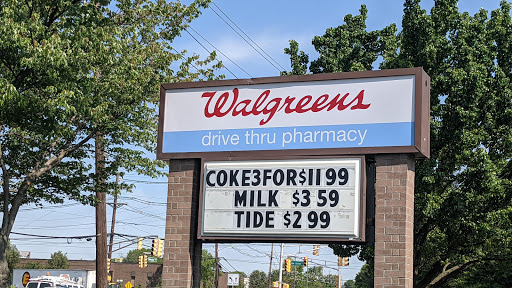 Walgreens
drive thru pharmacy
COKE3FOR$11 99
MILK $3 59
TIDE $2 99